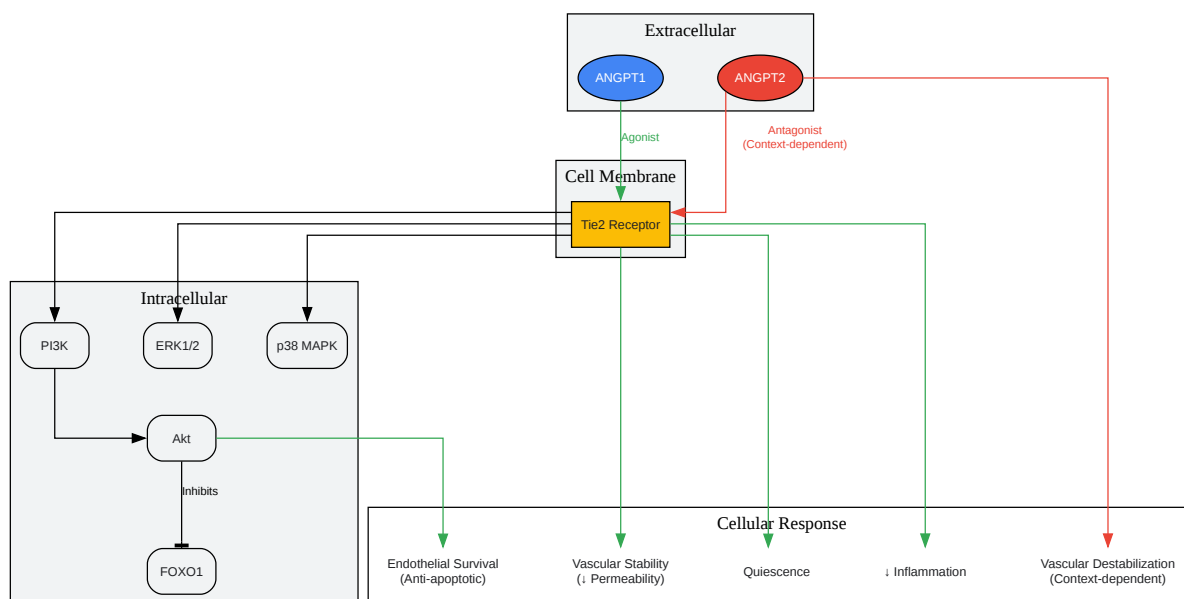 Extracellular
ANGPT1
ANGPT2
Agonist
Antagonist
(Context-dependent)
Cell Membrane
Tie2 Receptor
Intracellular
PI3K
ERK1/2
p38 MAPK
Akt
Inhibits
FOXO1
Cellular Response
Endothelial Survival
(Anti-apoptotic)
Vascular Stability
(↓ Permeability)
Quiescence
↓ Inflammation
Vascular Destabilization
(Context-dependent)